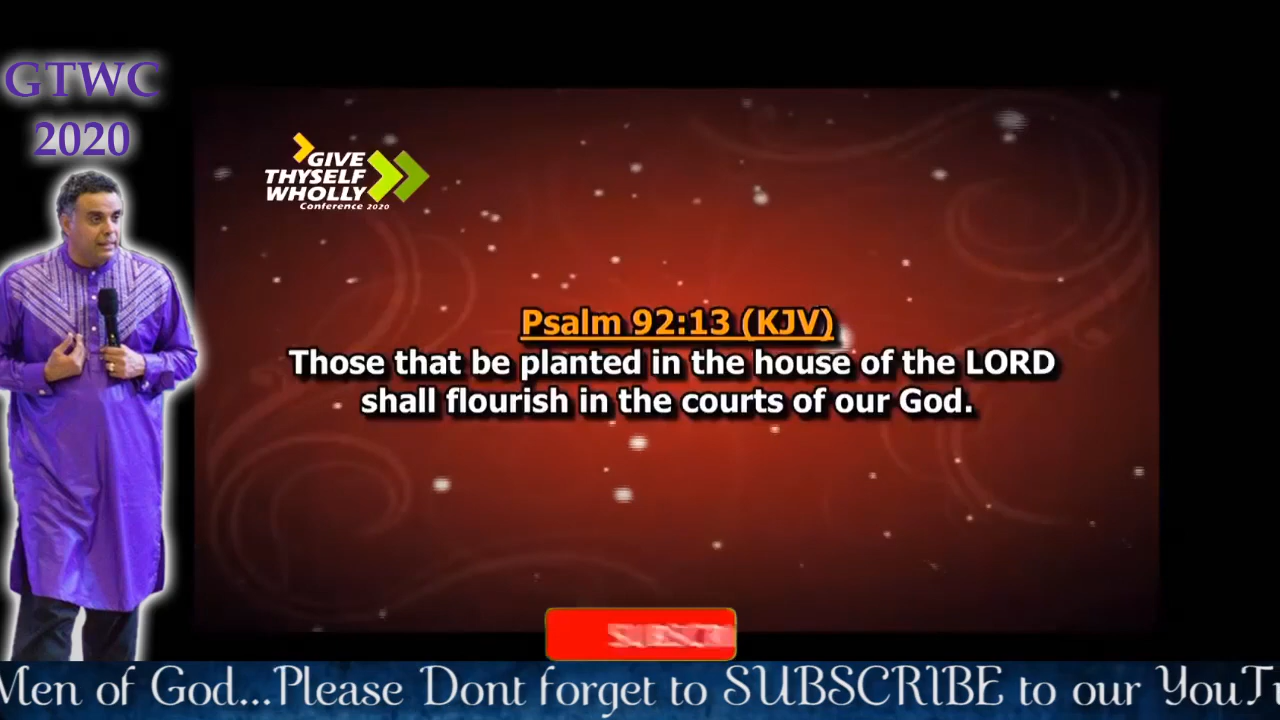 GTWC
2020
GIVE
THYSELF
WHOLLY
Conference 2020
Psalm 92:13 (KJV)
Those that be planted in the house of the LORD
shall flourish in the courts of our God.
Men of God...Please Dont forget to SUBSCRIBE to our